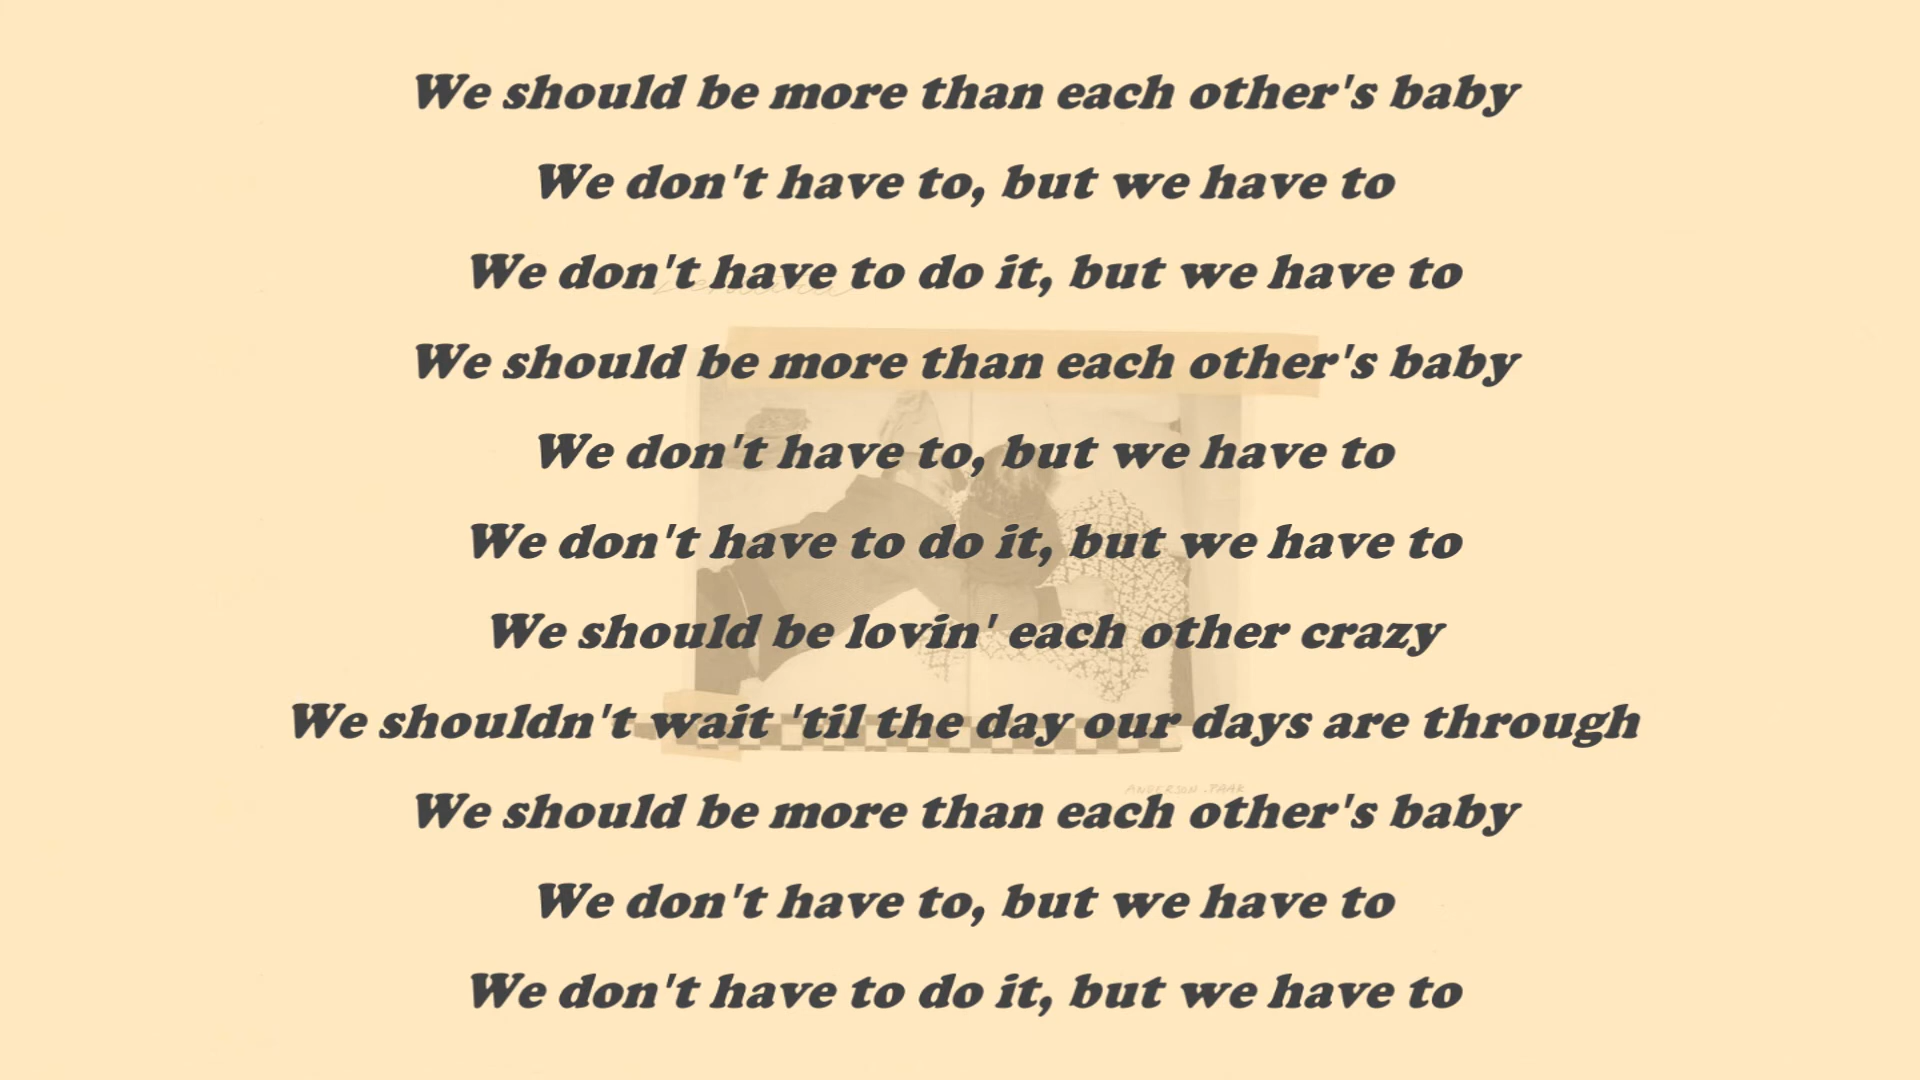 We should be more than each other's baby
We don't have to, but we have to
We don't have to do it, but we have to
We should be more than each other's baby
We don't have to, but we have to
We don't have to do it, but we have to
We should be lovin' each other crazy
We shouldn't wait 'til the day our days are through
ANDERSON .PAAK
We should be more than each other's baby
We don't have to, but we have to
We don't have to do it, but we have to